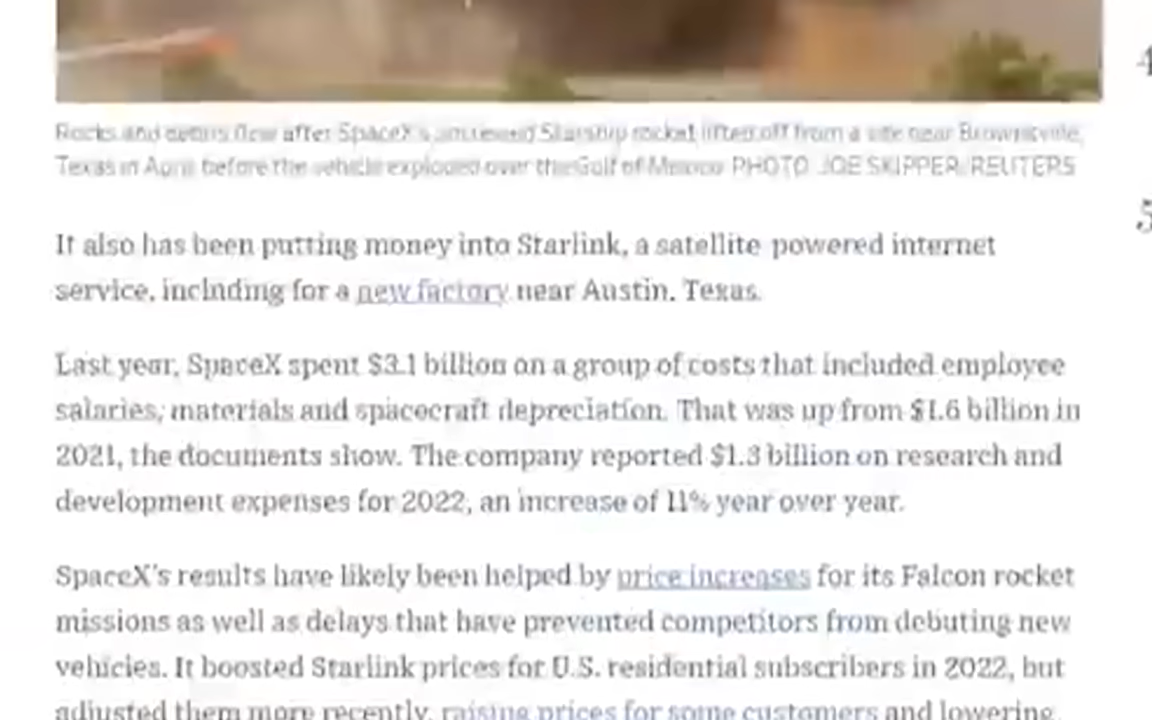 Rocks and debris flew after SpaceX's uncrewed Starship rocket lifted off from a site near Brownsville,
Texas in April before the vehicle exploded over the Gulf of Mexico PHOTO JOE SKIPPER/REUTERS
It also has been putting money into Starlink, a satellite powered internet
service, including for a new factory near Austin, Texas.
Last year, SpaceX spent $3.1 billion on a group of costs that included employee
salaries, materials and spacecraft depreciation. That was up from $1.6 billion in
2021, the documents show. The company reported $1.3 billion on research and
development expenses for 2022, an increase of 11% year over year.
SpaceX's results have likely been helped by price increases for its Falcon rocket
missions as well as delays that have prevented competitors from debuting new
vehicles. It boosted Starlink prices for U.S. residential subscribers in 2022, but
adjusted them more recently, raising prices for some customers and lowering
4
5